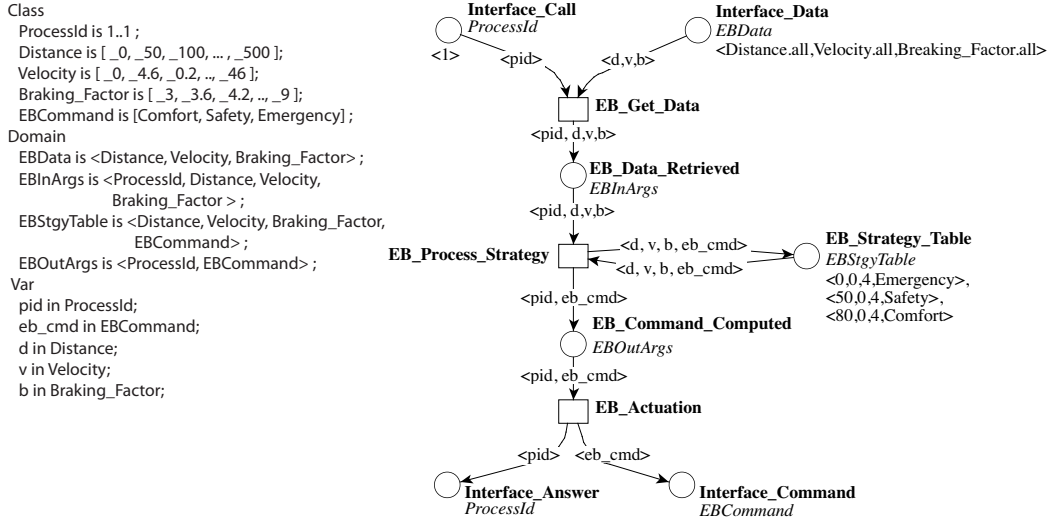 Class
ProcessId is 1..1 ;
Distance is [ _0, _50, _100, ... , _500 ];
Velocity is [ _0, _4.6, _0.2, .., _46 ];
Braking_Factor is [ _3, _3.6, _4.2, .., _9 ];
EBCommand is [Comfort, Safety, Emergency] ;
Domain
EBData is <Distance, Velocity, Braking_Factor> ;
EBInArgs is <ProcessId, Distance, Velocity,
Braking_Factor > ;
EBStgyTable is <Distance, Velocity, Braking_Factor,
EBCommand> ;
EBOutArgs is <ProcessId, EBCommand> ;
Var
pid in ProcessId;
eb_cmd in EBCommand;
d in Distance;
v in Velocity;
b in Braking_Factor;
Interface_Call
ProcessId
<1>
Interface_Data
EBData
<Distance.all,Velocity.all,Breaking_Factor.all>
<pid>
<d,v,b>
EB_Get_Data
<pid, d,v,b>
EB_Data_Retrieved
EBInArgs
<pid, d,v,b>
EB_Process_Strategy
<d, v, b, eb_cmd>
<d, v, b, eb_cmd>
EB_Strategy_Table
EBStgyTable
<0,0,4,Emergency>,
<50,0,4,Safety>,
<80,0,4,Comfort>
<pid, eb_cmd>
EB_Command_Computed
EBOutArgs
<pid, eb_cmd>
EB_Actuation
<pid>
<eb_cmd>
Interface_Answer
ProcessId
Interface_Command
EBCommand